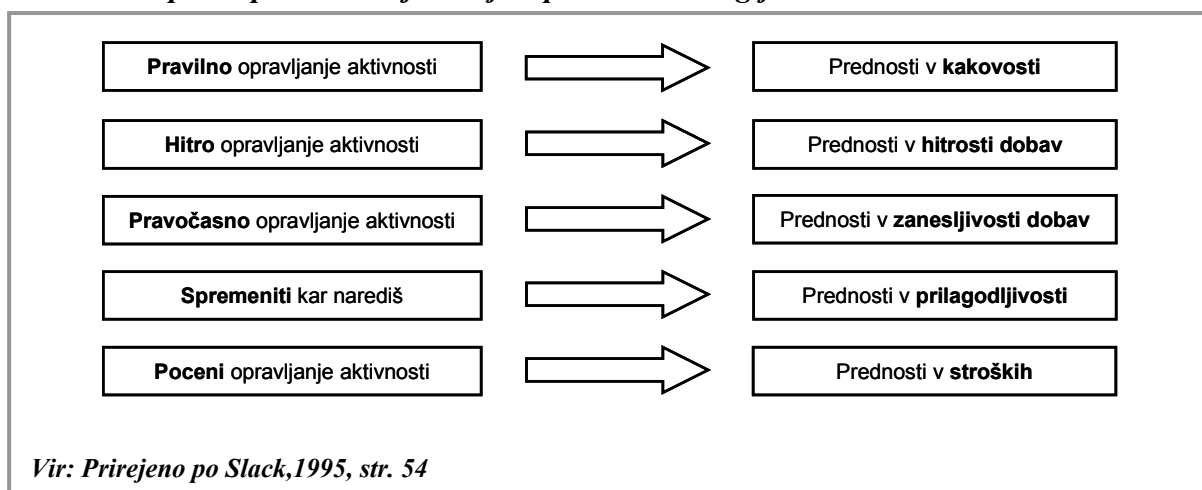 Pravilno opravljanje aktivnosti
Prednosti v kakovosti
Hitro opravljanje aktivnosti
Prednosti v hitrosti dobav
Pravočasno opravljanje aktivnosti
Prednosti v zanesljivosti dobav
Spremeniti kar narediš
Prednosti v prilagodljivosti
Poceni opravljanje aktivnosti
Prednosti v stroških
Vir: Prirejeno po Slack,1995, str. 54